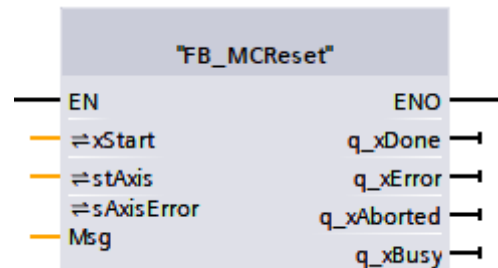 "FB_MCReset"
EN ENO
⇌xStart q_xDone
⇌stAxis q_xError
⇌sAxisError q_xAborted
Msg q_xBusy